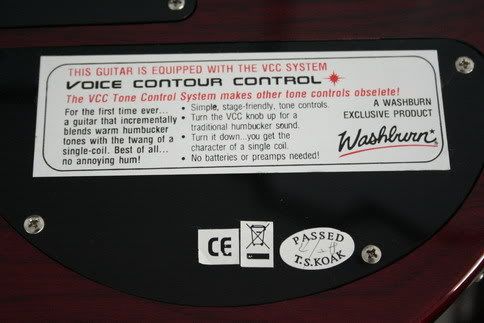 THIS GUITAR IS EQUIPPED WITH THE VCC SYSTEM
VOICE CONTOUR CONTROL
The VCC Tone Control System makes other tone controls obselete!
For the first time ever...
a guitar that incrementally
blends warm humbucker
tones with the twang of a
single-coil. Best of all...
no annoying hum!
• Simple, stage-friendly, tone controls.
• Turn the VCC knob up for a
traditional humbucker sound.
• Turn it down...you get the
character of a single coil.
• No batteries or preamps needed!
A WASHBURN
EXCLUSIVE PRODUCT
Washburn
CE
PASSED
T.S.KOAK